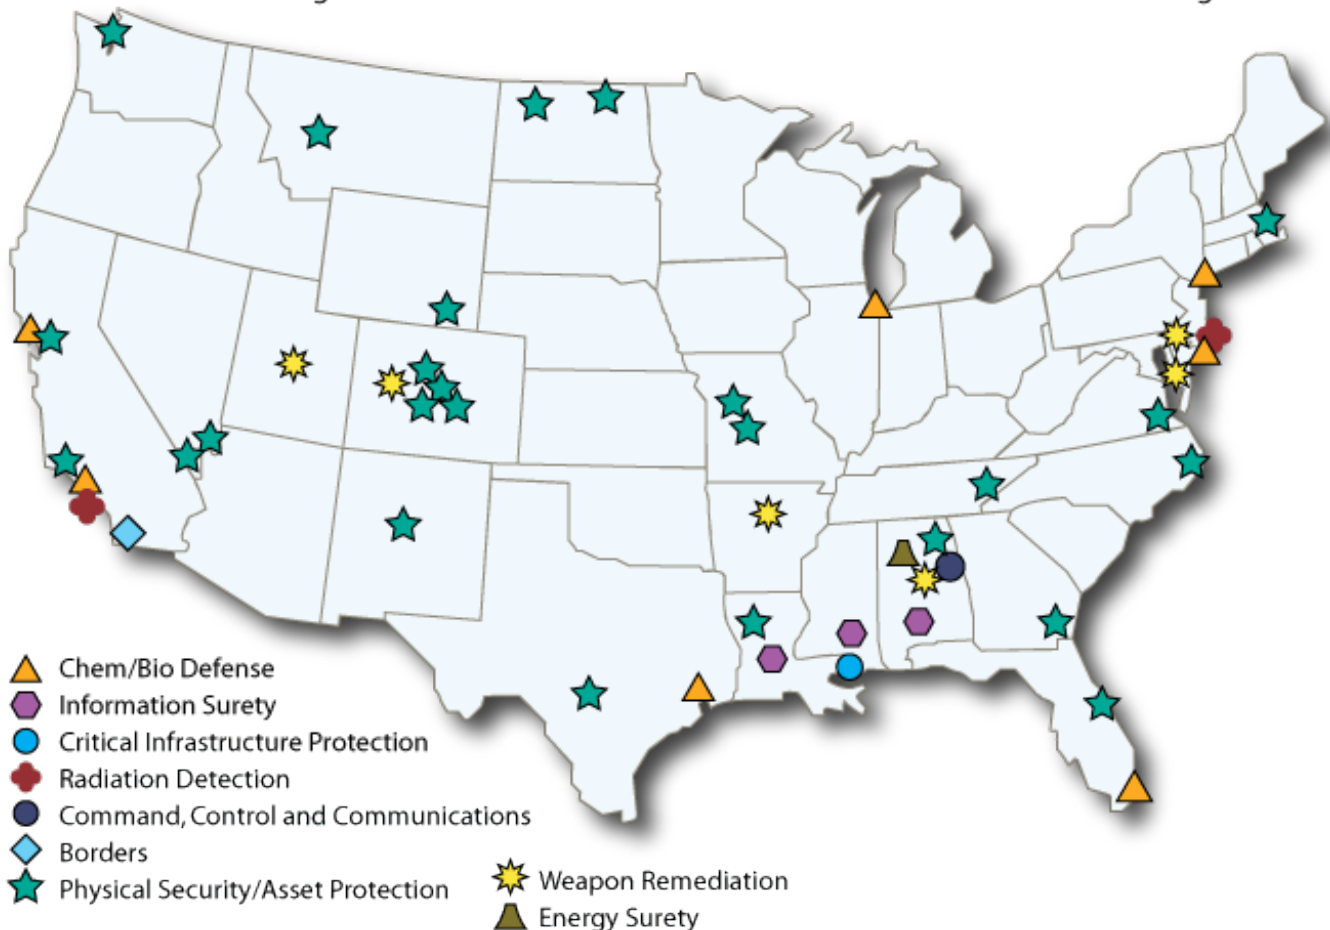 Chem/Bio Defense
Information Surety
Critical Infrastructure Protection
Radiation Detection
Command, Control and Communications
Borders
Physical Security/Asset Protection
Weapon Remediation
Energy Surety